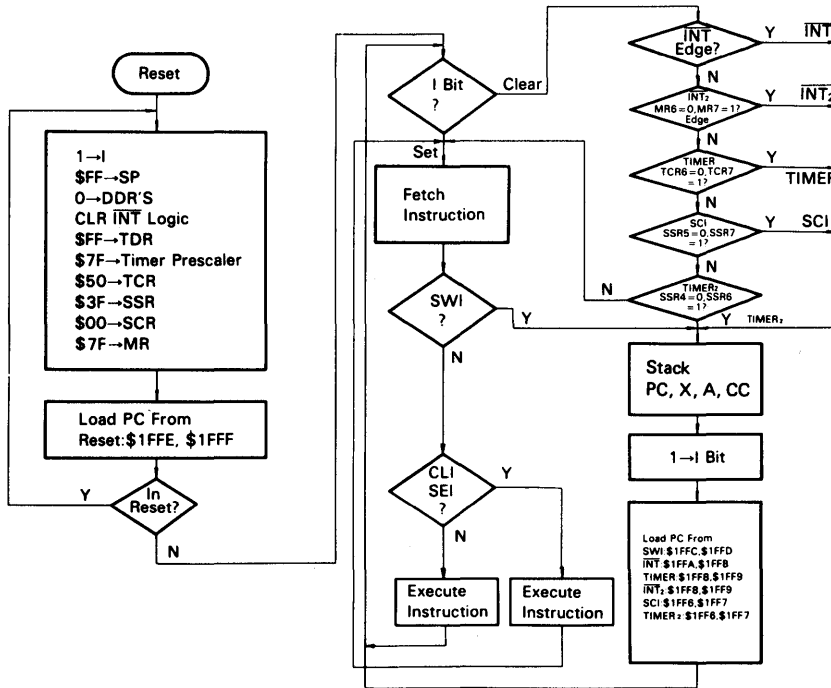 Reset
1→I
$FF→SP
0→DDR'S
CLR INT Logic
$FF→TDR
$7F→Timer Prescaler
$50→TCR
$3F→SSR
$00→SCR
$7F→MR
Load PC From
Reset:$1FFE, $1FFF
In
Reset?
Y
N
I Bit
?
Clear
Set
Fetch
Instruction
SWI
?
Y
N
CLI
SEI
?
Y
N
Execute
Instruction
Execute
Instruction
INT
Edge?
Y
INT
N
INT₂
MR6=0,MR7=1?
Edge
Y
INT₂
N
TIMER
TCR6=0,TCR7
=1?
Y
TIMER
N
SCI
SSR5=0,SSR7
=1?
Y
SCI
N
TIMER₂
SSR4=0,SSR6
=1?
N
Y
TIMER₂
Stack
PC, X, A, CC
1→I Bit
Load PC From
SWI:$1FFC,$1FFD
INT:$1FFA,$1FFB
TIMER:$1FF8,$1FF9
INT₂:$1FF8,$1FF9
SCI:$1FF6,$1FF7
TIMER₂:$1FF6,$1FF7